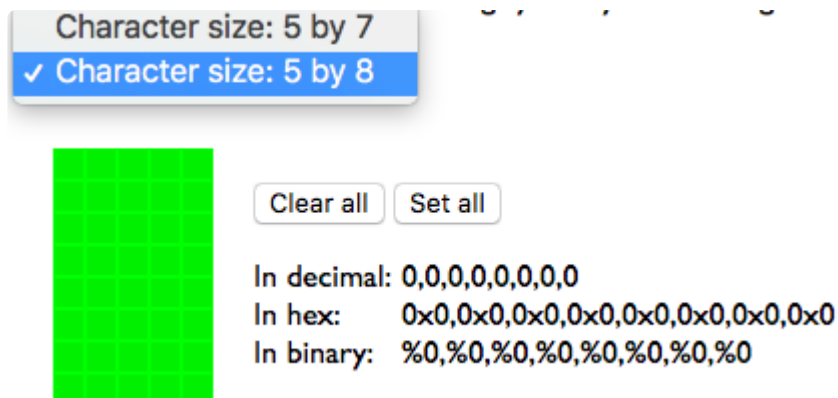 Character size: 5 by 7
✓ Character size: 5 by 8
Clear all Set all
In decimal: 0,0,0,0,0,0,0,0
In hex: 0x0,0x0,0x0,0x0,0x0,0x0,0x0,0x0
In binary: %0,%0,%0,%0,%0,%0,%0,%0